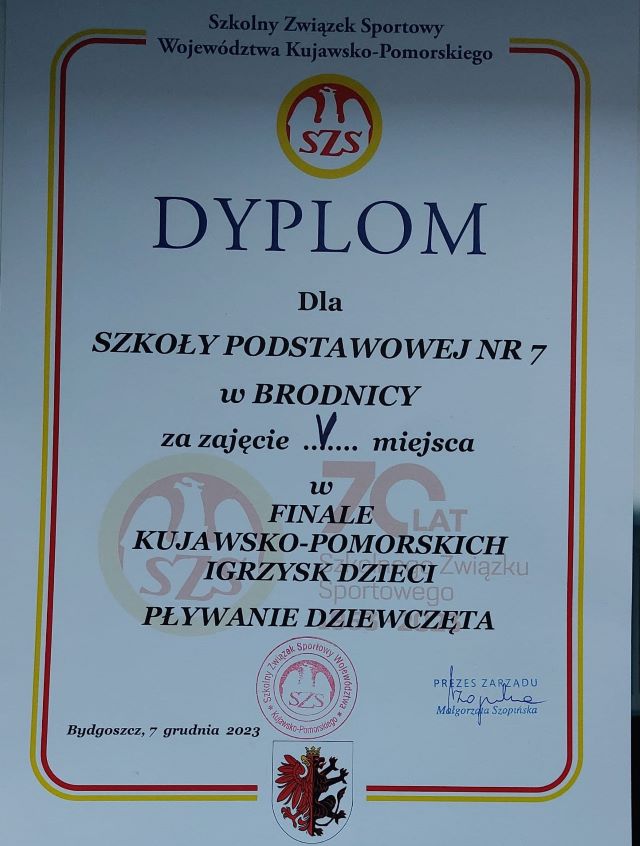 Szkolny Związek Sportowy
Województwa Kujawsko-Pomorskiego
SZS
DYPLOM
Dla
SZKOŁY PODSTAWOWEJ NR 7
w BRODNICY
za zajęcie ..V.... miejsca
w
70 LAT
FINALE
KUJAWSKO-POMORSKICH
Szkolnego Związku
IGRZYSK DZIECI
SZS
Sportowego
PŁYWANIE DZIEWCZĘTA
Szkolny Związek Sportowy Województwa
Kujawsko-Pomorskiego
SZS
PREZES ZARZĄDU
Małgorzata Szopińska
Bydgoszcz, 7 grudnia 2023